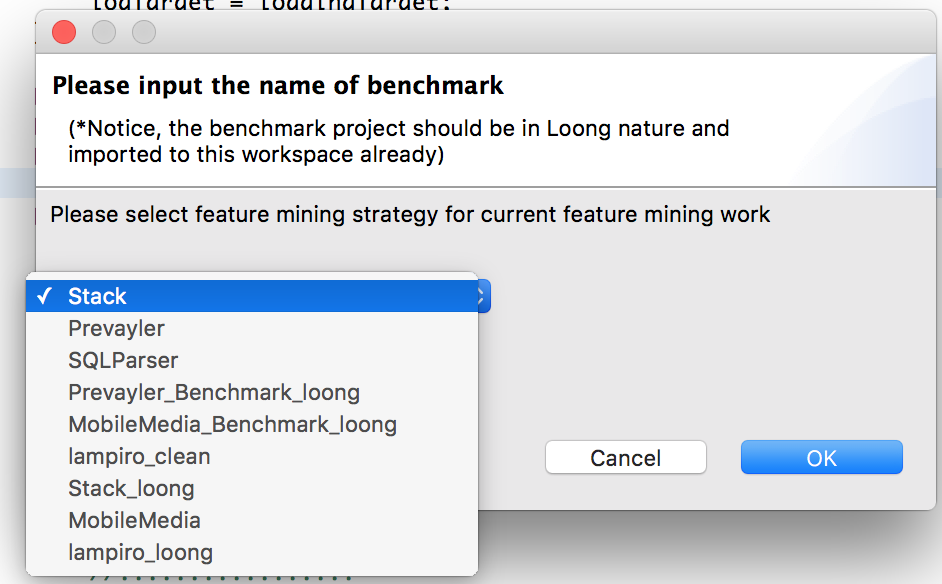 logTarget = loggingTarget;
Please input the name of benchmark
(*Notice, the benchmark project should be in Loong nature and
imported to this workspace already)
Please select feature mining strategy for current feature mining work
✓ Stack
Prevayler
SQLParser
Prevayler_Benchmark_loong
MobileMedia_Benchmark_loong
lampiro_clean
Stack_loong
MobileMedia
lampiro_loong
Cancel
OK